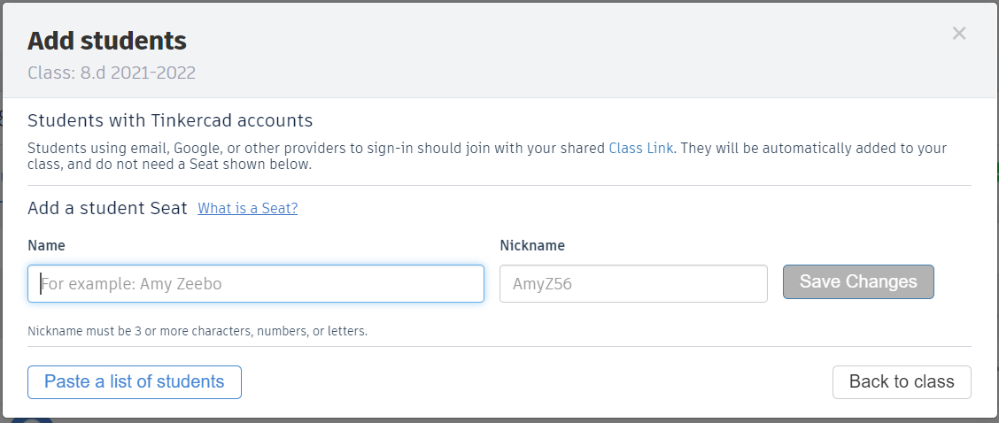 Add students
Class: 8.d 2021-2022
Students with Tinkercad accounts
Students using email, Google, or other providers to sign-in should join with your shared Class Link. They will be automatically added to your
class, and do not need a Seat shown below.
Add a student Seat What is a Seat?
Name Nickname
For example: Amy Zeebo AmyZ56 Save Changes
Nickname must be 3 or more characters, numbers, or letters.
Paste a list of students Back to class